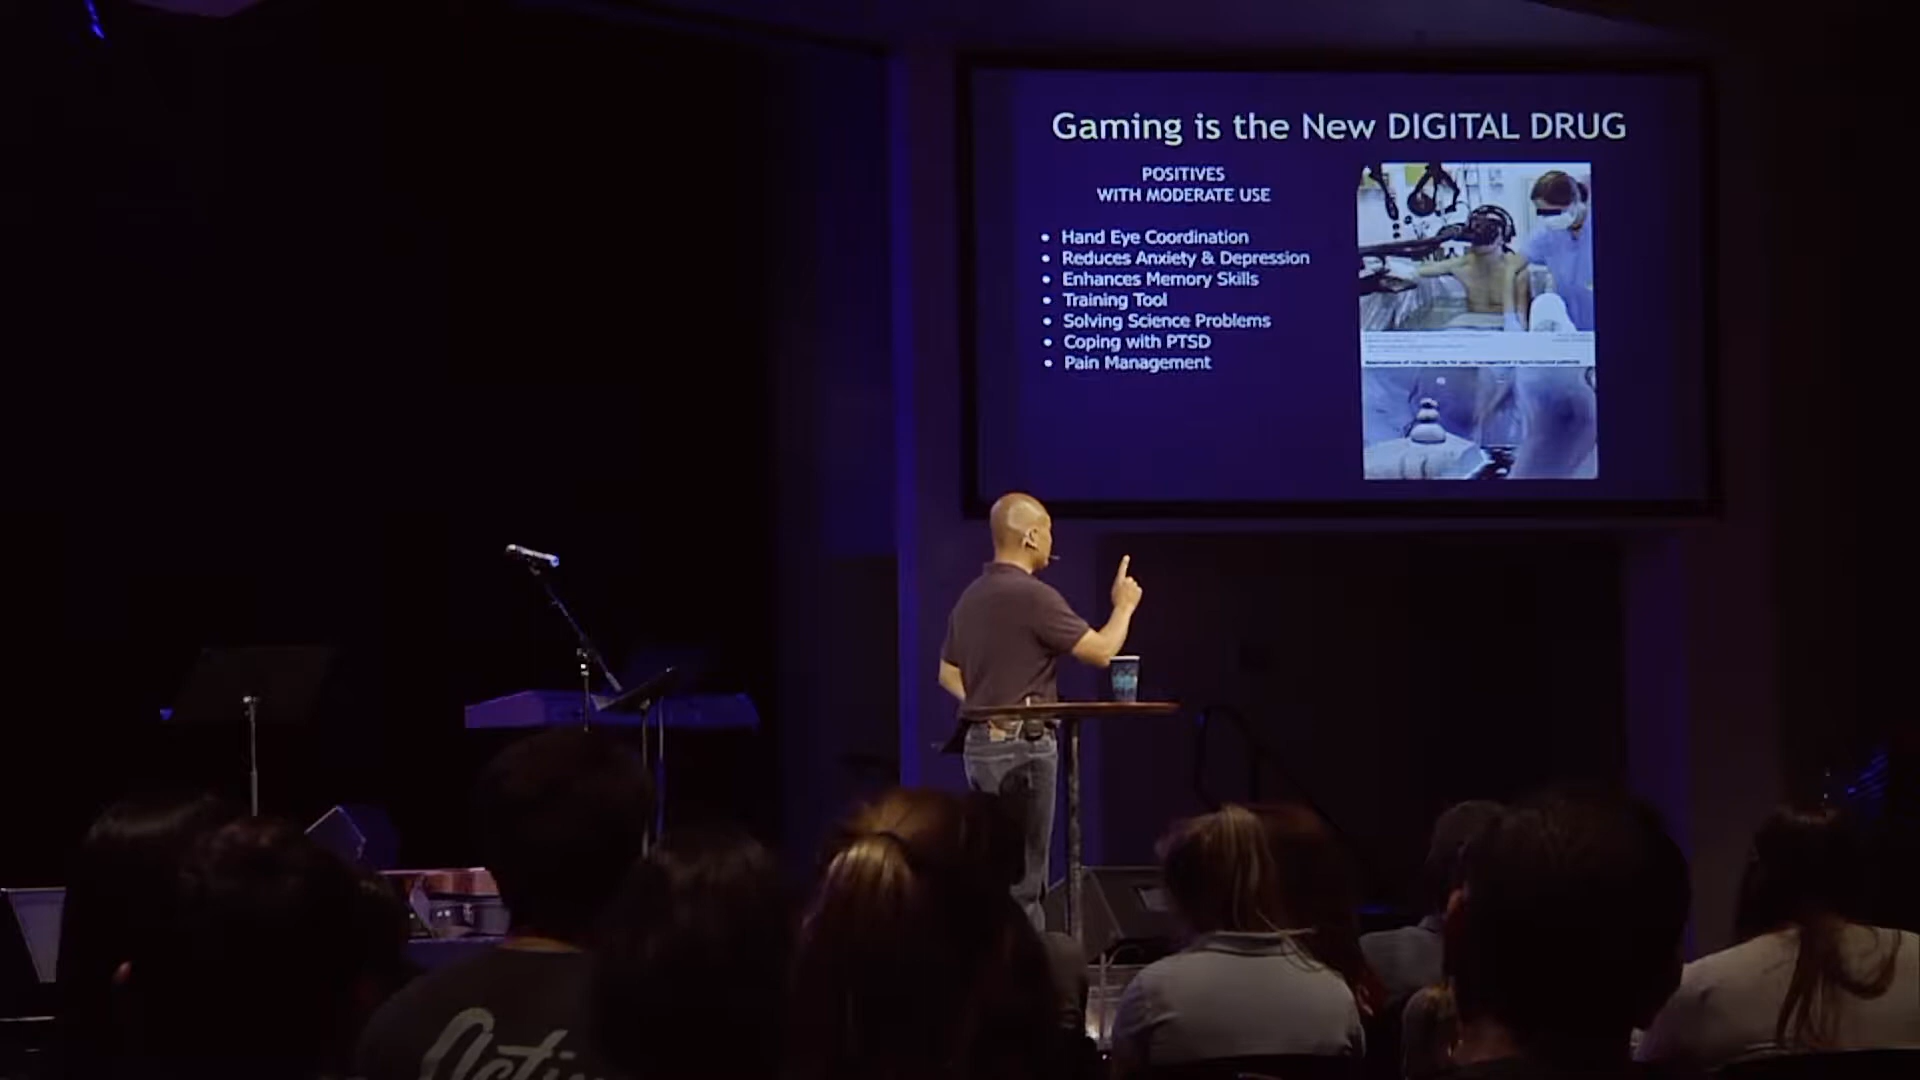 Gaming is the New DIGITAL DRUG
POSITIVES
WITH MODERATE USE
• Hand Eye Coordination
• Reduces Anxiety & Depression
• Enhances Memory Skills
• Training Tool
• Solving Science Problems
• Coping with PTSD
• Pain Management